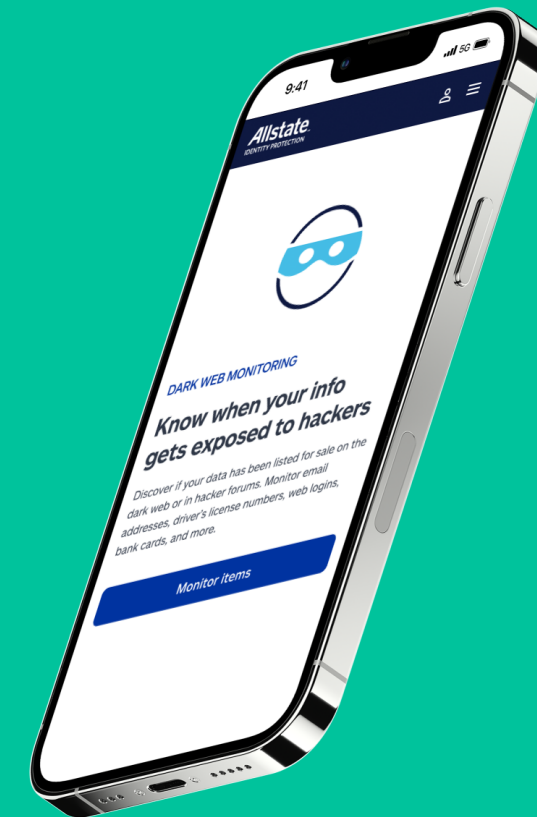 9:41
5G
Allstate
IDENTITY PROTECTION
DARK WEB MONITORING
Know when your info
gets exposed to hackers
Discover if your data has been listed for sale on the
dark web or in hacker forums. Monitor email
addresses, driver's license numbers, web logins,
bank cards, and more.
Monitor items